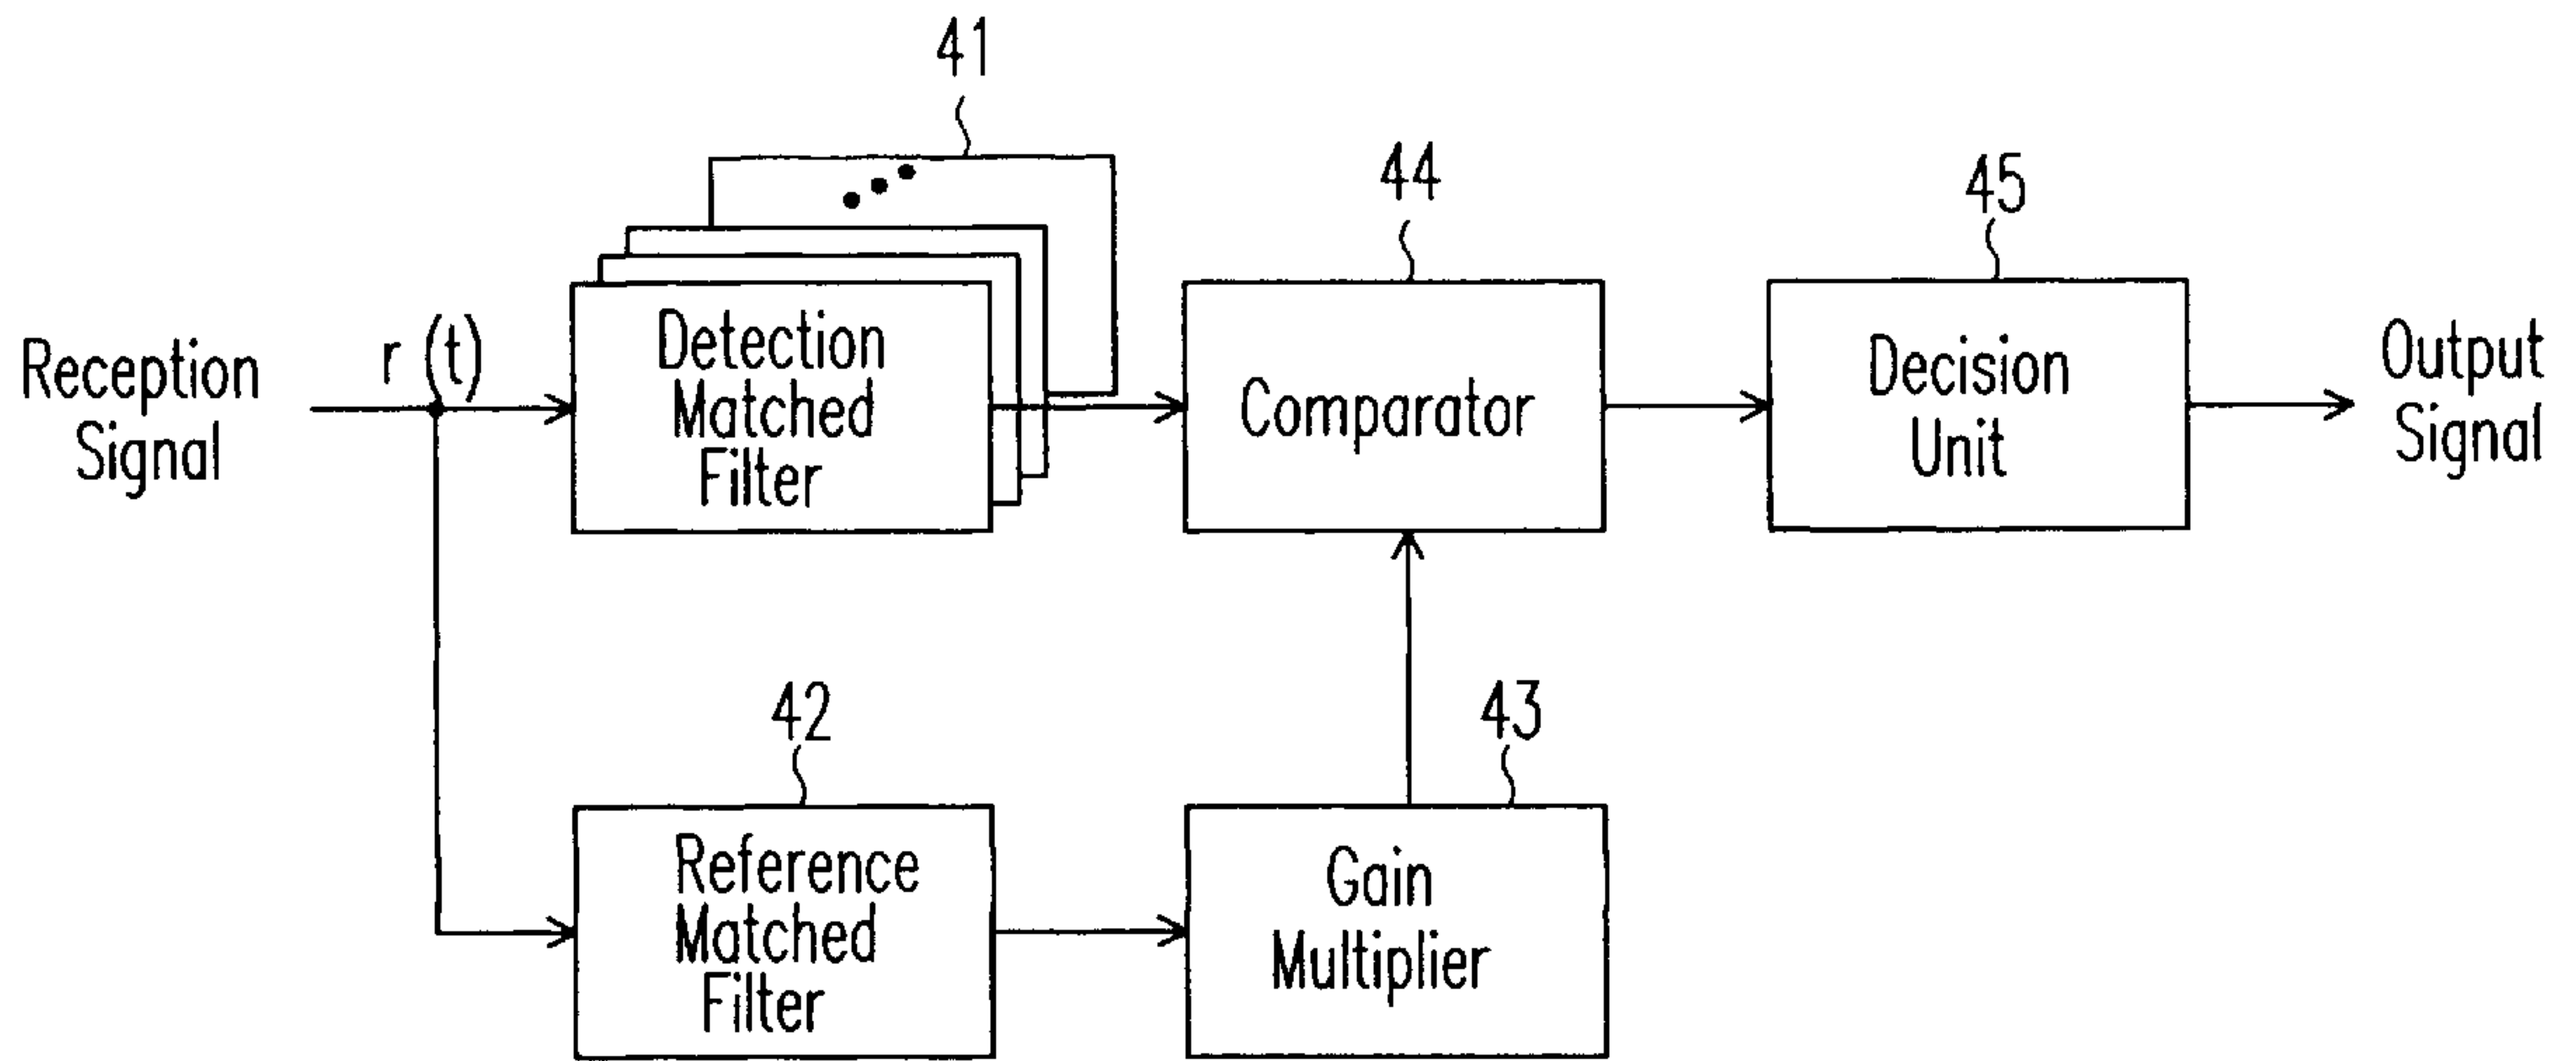 41
44
45
Reception
Signal
r (t)
Detection
Matched
Filter
Comparator
Decision
Unit
Output
Signal
42
43
Reference
Matched
Filter
Gain
Multiplier